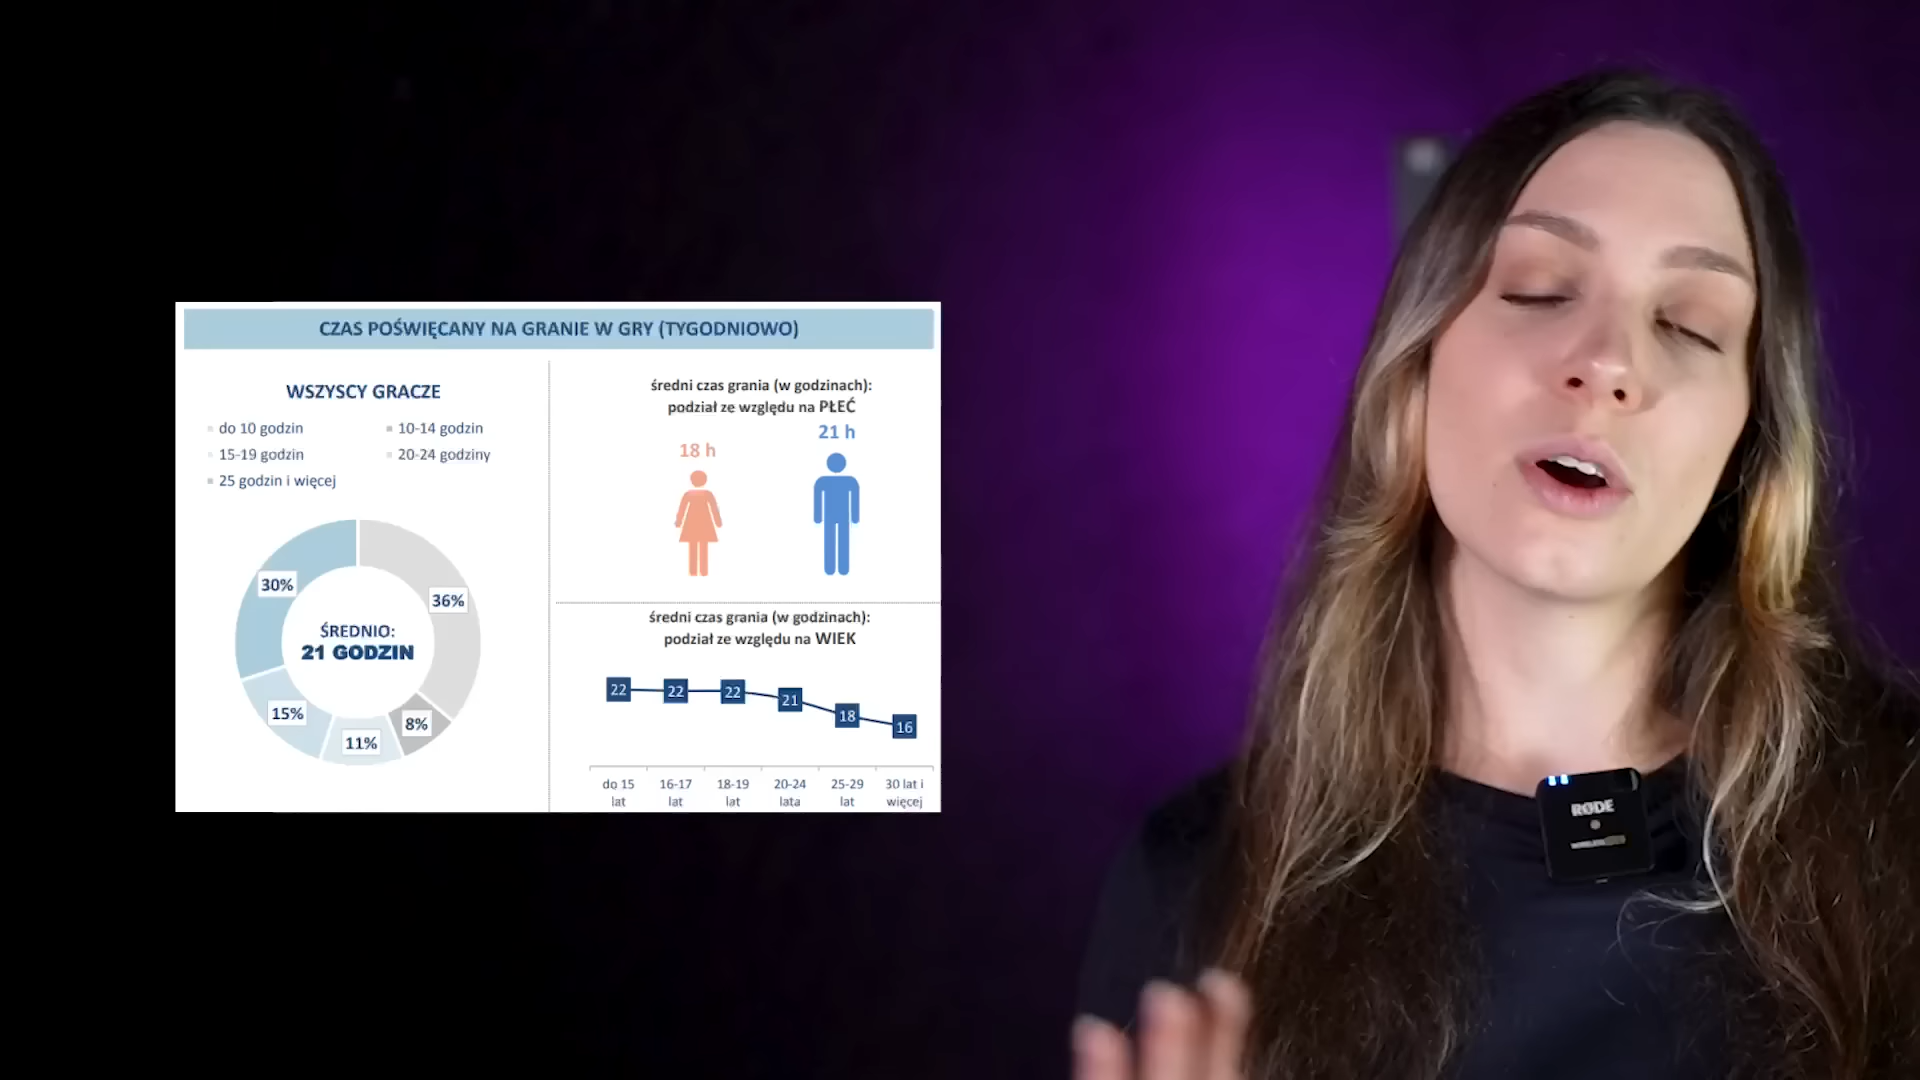 CZAS POŚWIĘCANY NA GRANIE W GRY (TYGODNIOWO)
WSZYSCY GRACZE
do 10 godzin
10-14 godzin
15-19 godzin
20-24 godziny
25 godzin i więcej
30%
36%
15%
11%
8%
ŚREDNIO:
21 GODZIN
średni czas grania (w godzinach):
podział ze względu na PŁEĆ
18 h
21 h
średni czas grania (w godzinach):
podział ze względu na WIEK
22
22
22
21
18
16
do 15
lat
16-17
lat
18-19
lat
20-24
lata
25-29
lat
30 lat i
więcej
RØDE